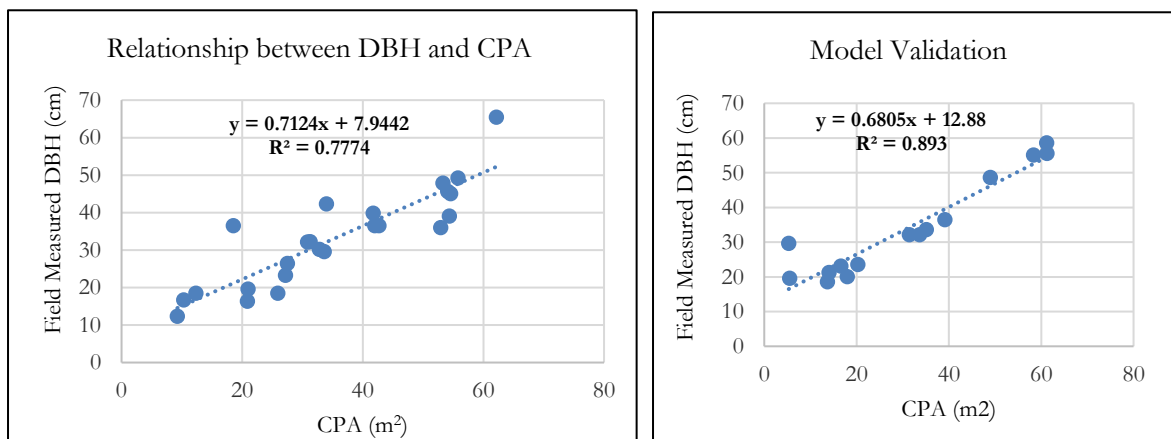 Relationship between DBH and CPA
Field Measured DBH (cm)
70
60
50
40
30
20
10
0
y = 0.7124x + 7.9442
R² = 0.7774
0 20 40 60 80
CPA (m²)
Model Validation
Field Measured DBH (cm)
70
60
50
40
30
20
10
0
y = 0.6805x + 12.88
R² = 0.893
0 20 40 60 80
CPA (m2)